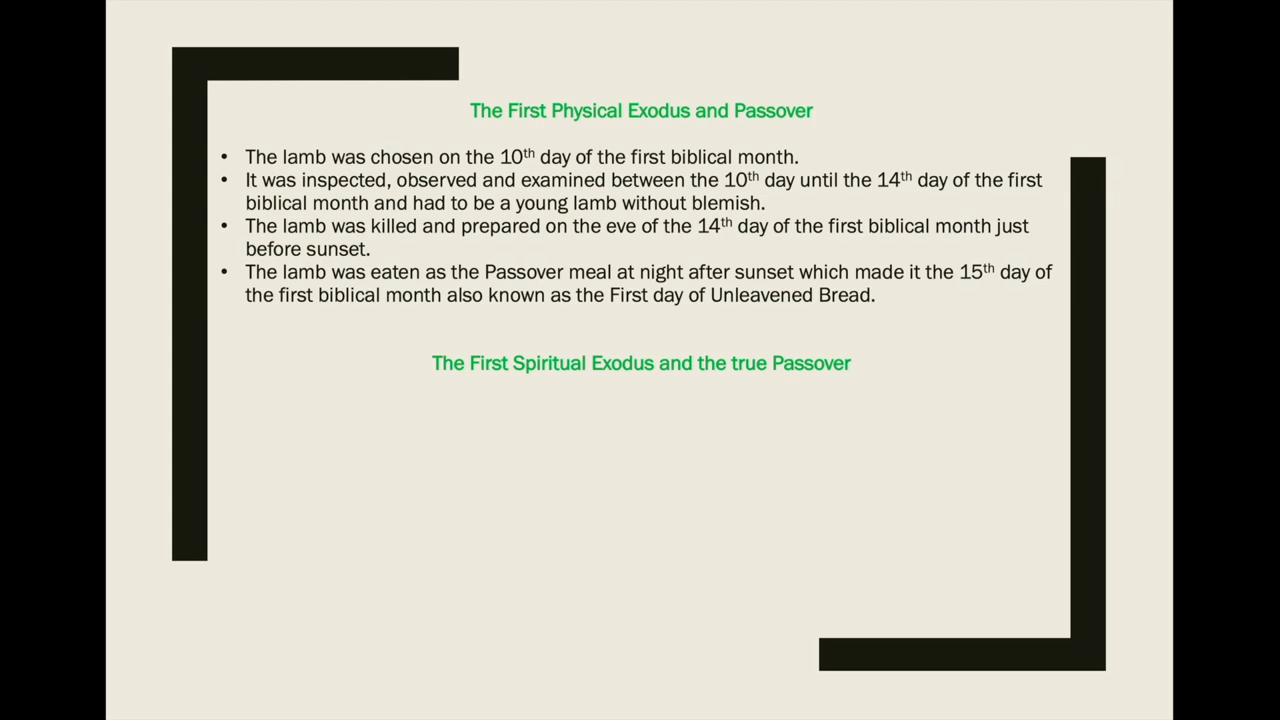 The First Physical Exodus and Passover
• The lamb was chosen on the 10th day of the first biblical month.
• It was inspected, observed and examined between the 10th day until the 14th day of the first
biblical month and had to be a young lamb without blemish.
• The lamb was killed and prepared on the eve of the 14th day of the first biblical month just
before sunset.
• The lamb was eaten as the Passover meal at night after sunset which made it the 15th day of
the first biblical month also known as the First day of Unleavened Bread.
The First Spiritual Exodus and the true Passover